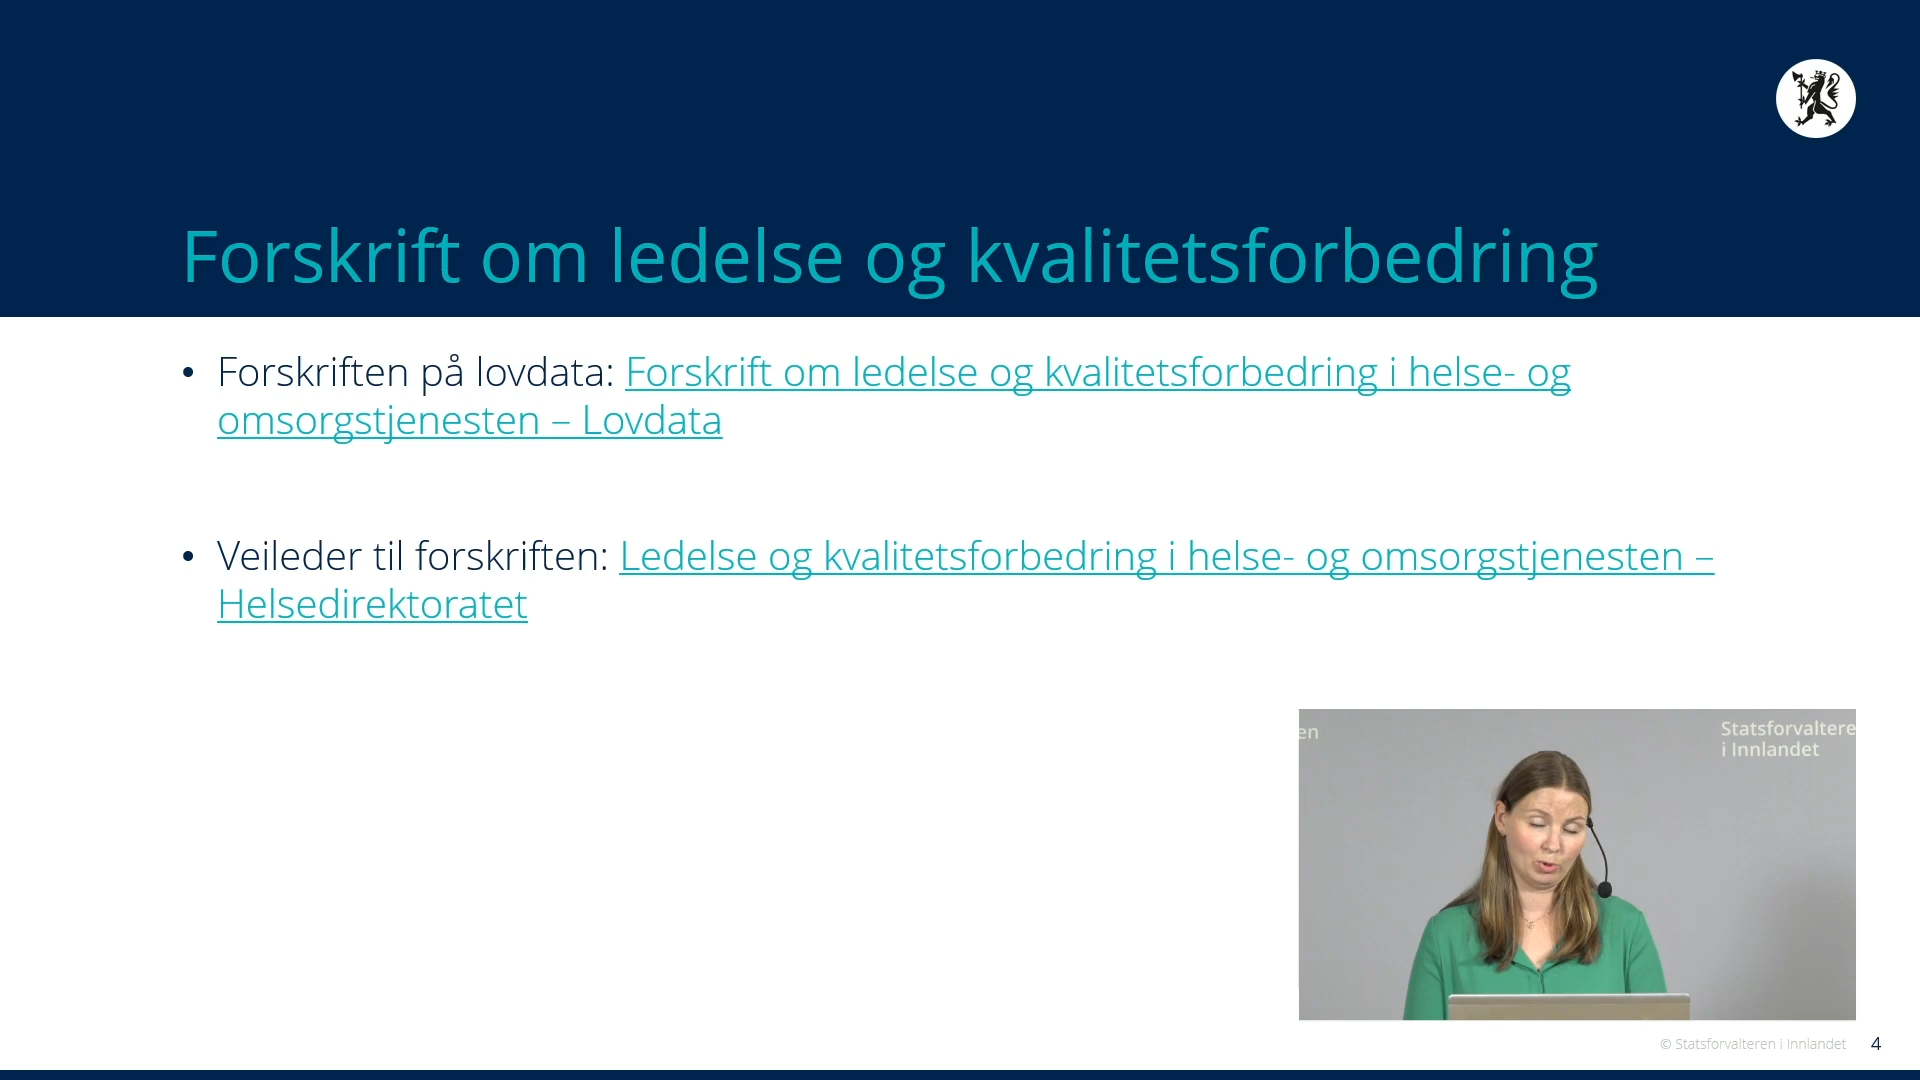 Forskrift om ledelse og kvalitetsforbedring
• Forskriften på lovdata: Forskrift om ledelse og kvalitetsforbedring i helse- og
omsorgstjenesten – Lovdata
• Veileder til forskriften: Ledelse og kvalitetsforbedring i helse- og omsorgstjenesten –
Helsedirektoratet
en
Statsforvaltere
i Innlandet
© Statsforvalteren i Innlandet 4